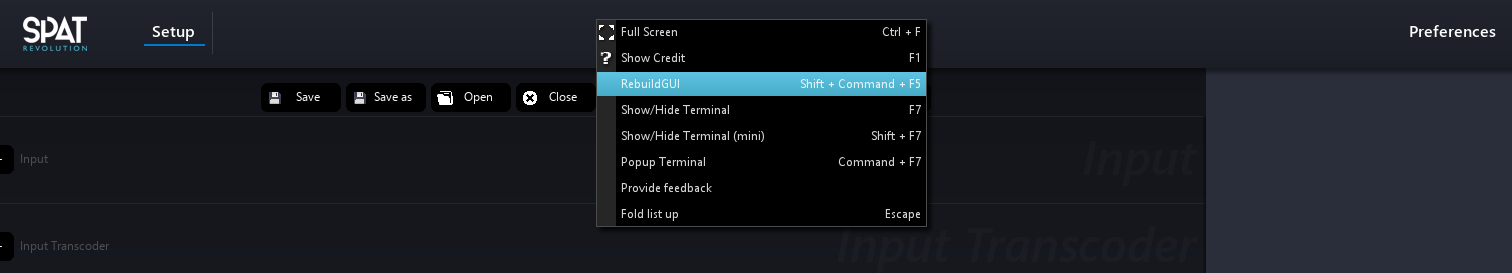 SPAT
REVOLUTION
Setup
Preferences
Save
Save as
Open
Close
Full Screen Ctrl + F
Show Credit F1
RebuildGUI Shift + Command + F5
Show/Hide Terminal F7
Show/Hide Terminal (mini) Shift + F7
Popup Terminal Command + F7
Provide feedback
Fold list up Escape
Input
Input
Input Transcoder
Input Transcoder